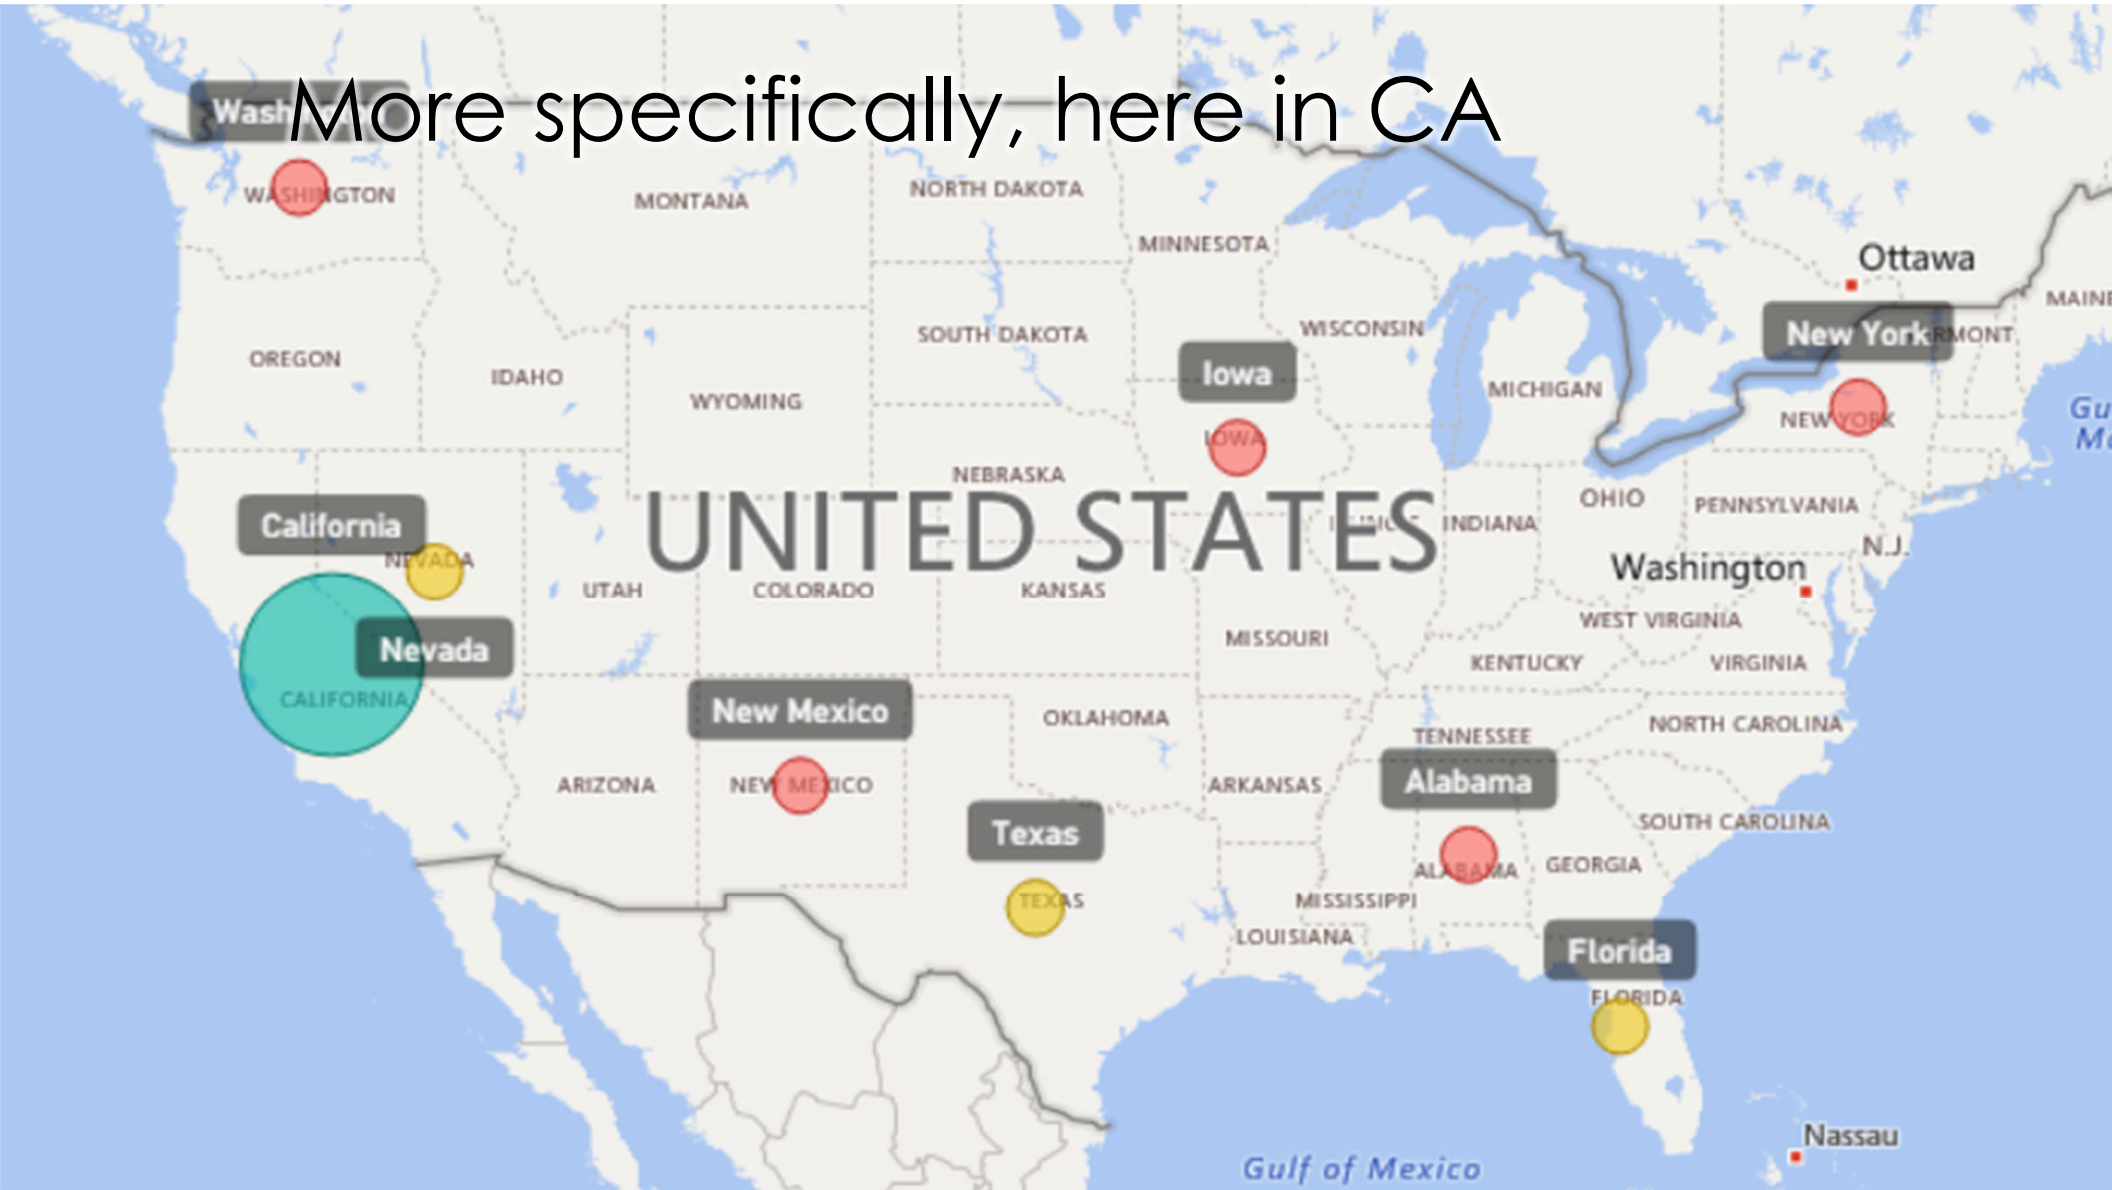 More specifically, here in CA
WASHINGTON
MONTANA
NORTH DAKOTA
MINNESOTA
Ottawa
MAINE
New York
SOUTH DAKOTA
WISCONSIN
OREGON
IDAHO
Iowa
MICHIGAN
WYOMING
NEW YORK
IOWA
NEBRASKA
OHIO
PENNSYLVANIA
California
UNITED STATES
INDIANA
N.J.
NEVADA
Washington
UTAH
COLORADO
KANSAS
WEST VIRGINIA
MISSOURI
Nevada
KENTUCKY
VIRGINIA
CALIFORNIA
New Mexico
OKLAHOMA
NORTH CAROLINA
TENNESSEE
ARIZONA
NEW MEXICO
ARKANSAS
Alabama
SOUTH CAROLINA
Texas
ALABAMA
GEORGIA
TEXAS
MISSISSIPPI
LOUISIANA
Florida
FLORIDA
Nassau
Gulf of Mexico